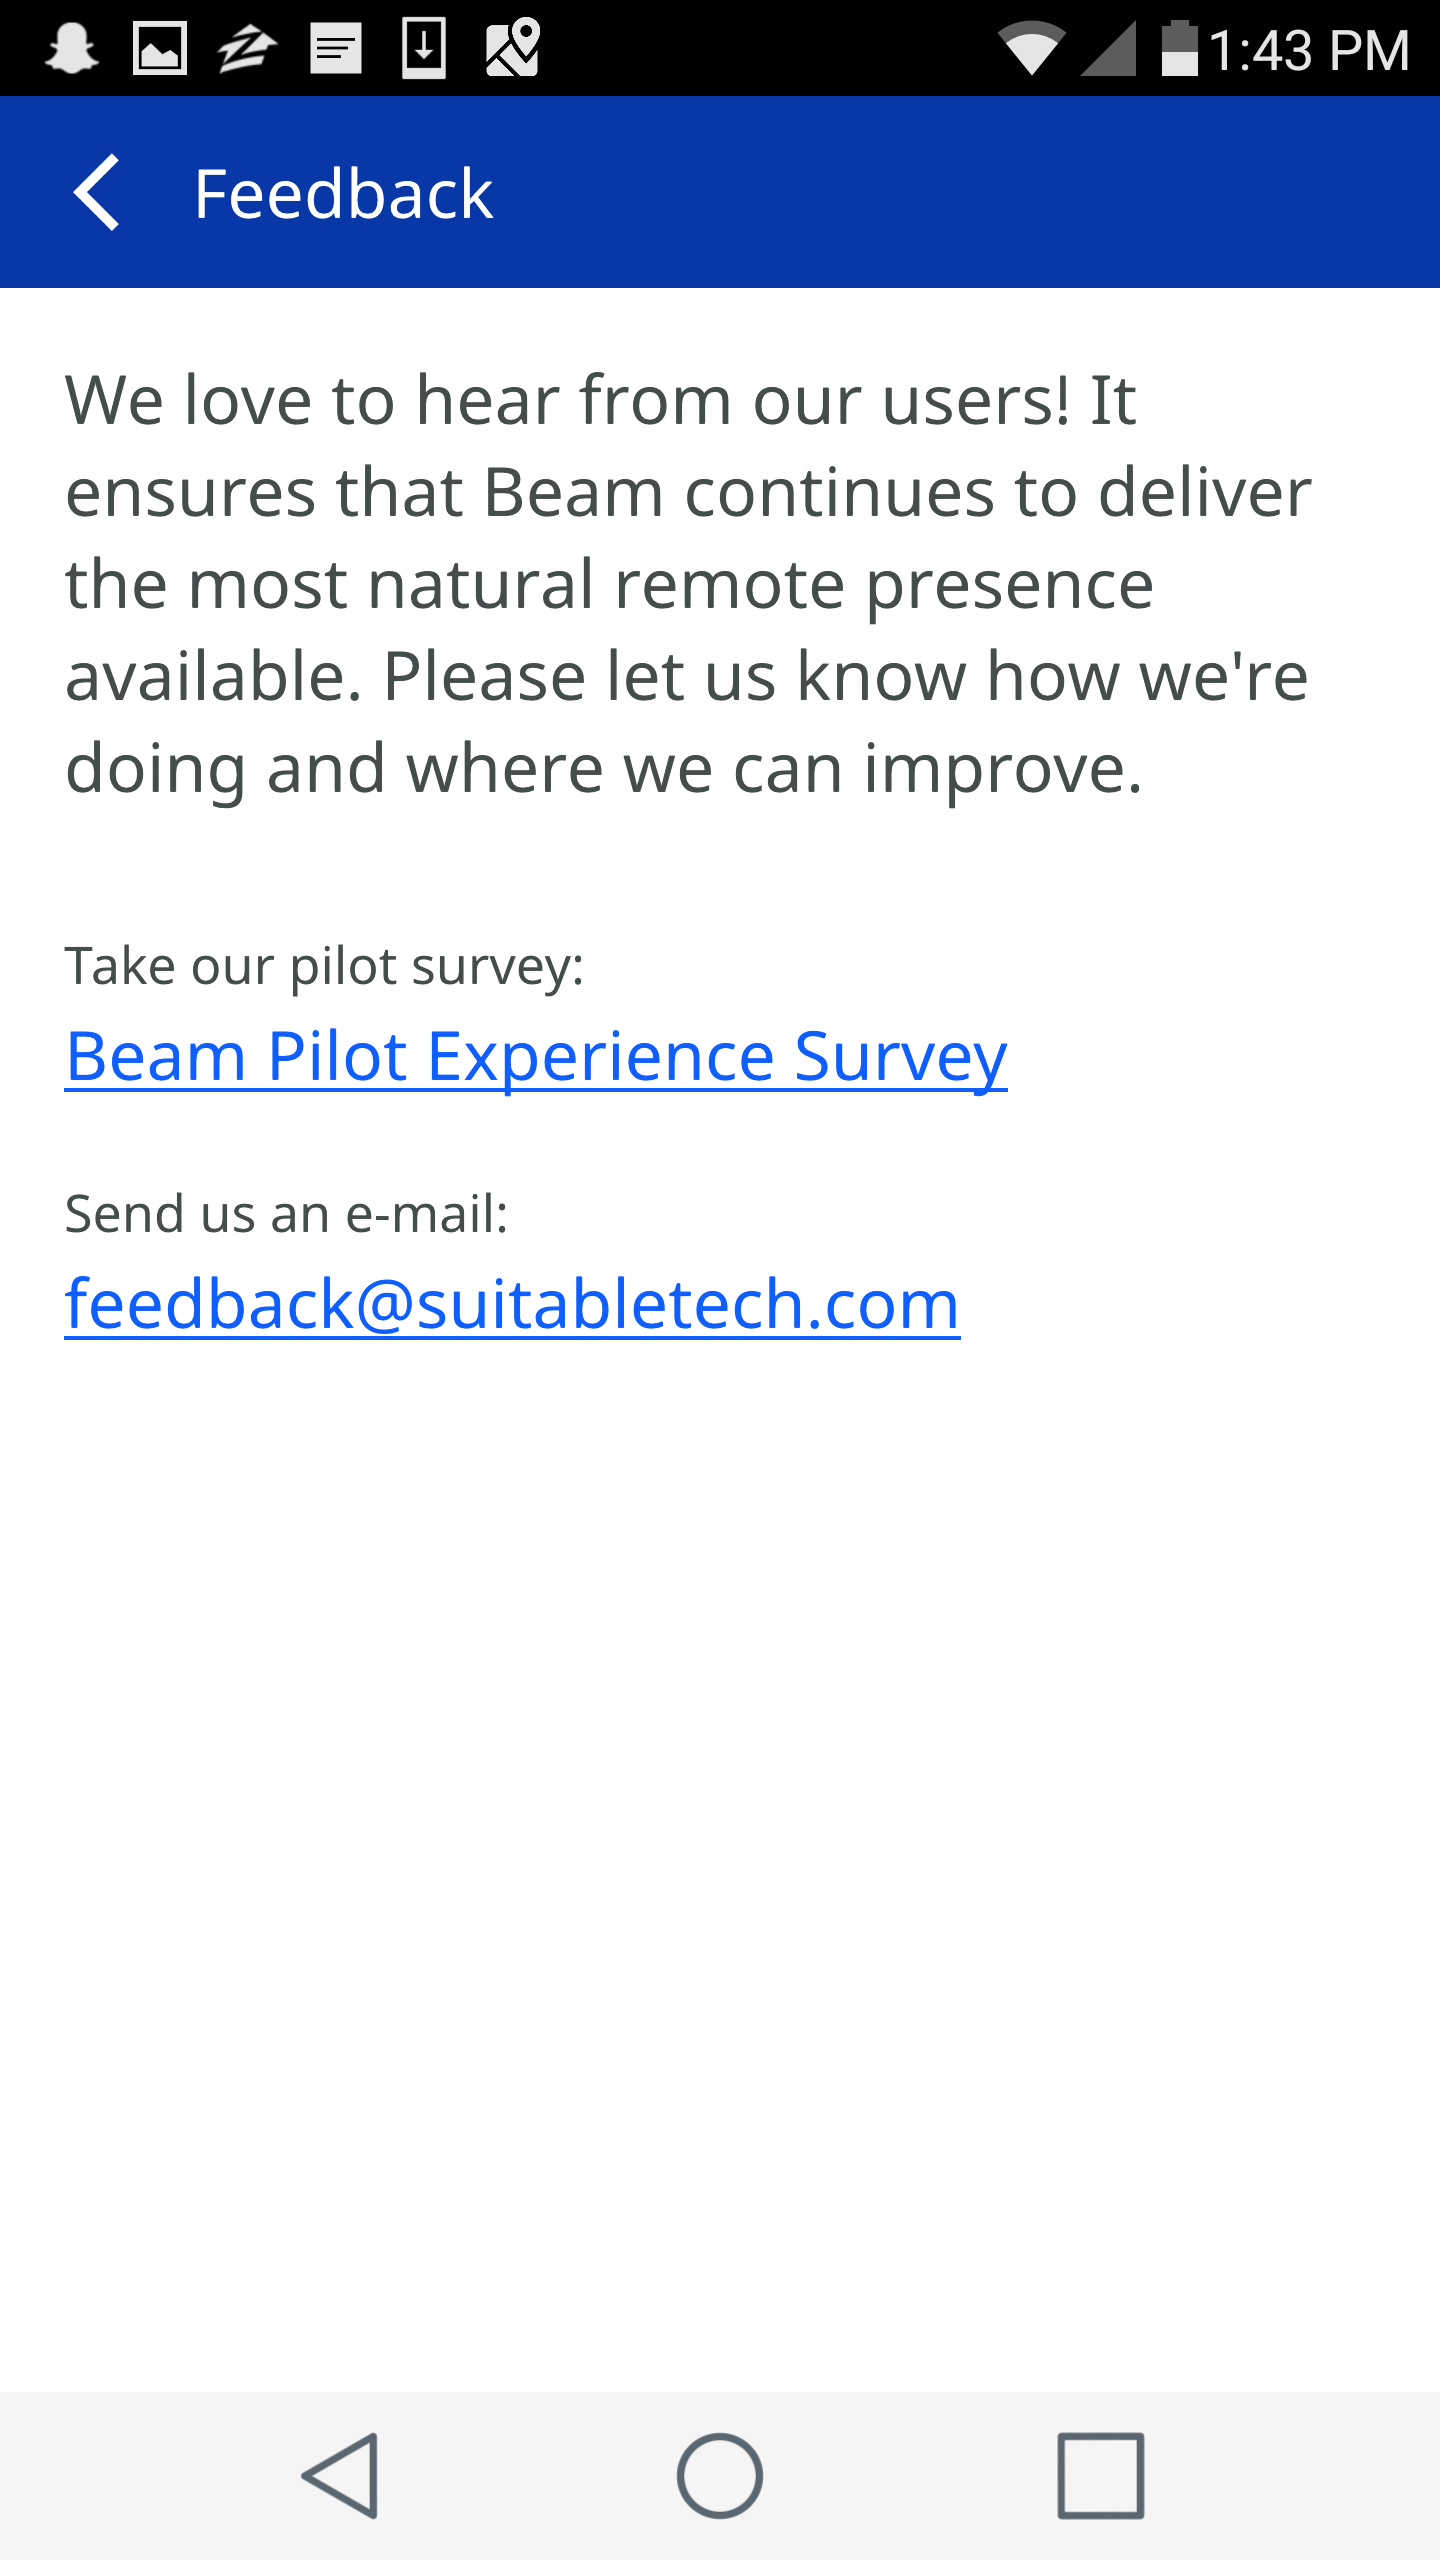 1:43 PM
Feedback
We love to hear from our users! It
ensures that Beam continues to deliver
the most natural remote presence
available. Please let us know how we're
doing and where we can improve.
Take our pilot survey:
Beam Pilot Experience Survey
Send us an e-mail:
feedback@suitabletech.com